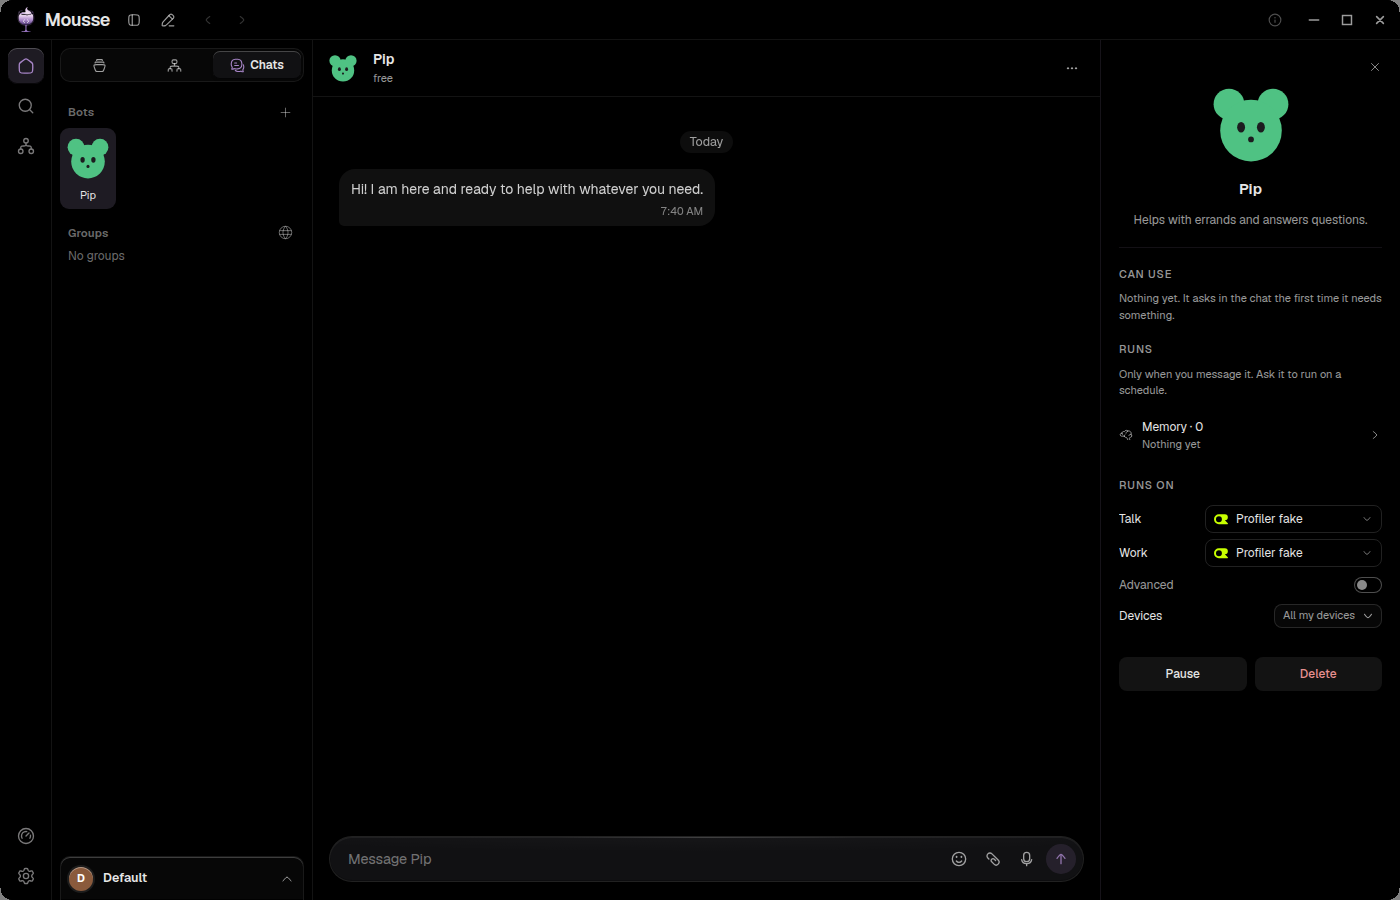 Mousse
Chats
Bots
Pip
Groups
No groups
D
Default
Pip
free
Today
Hi! I am here and ready to help with whatever you need.
7:40 AM
Message Pip
Pip
Helps with errands and answers questions.
CAN USE
Nothing yet. It asks in the chat the first time it needs
something.
RUNS
Only when you message it. Ask it to run on a
schedule.
Memory · 0
Nothing yet
RUNS ON
Talk
Profiler fake
Work
Profiler fake
Advanced
Devices
All my devices
Pause
Delete